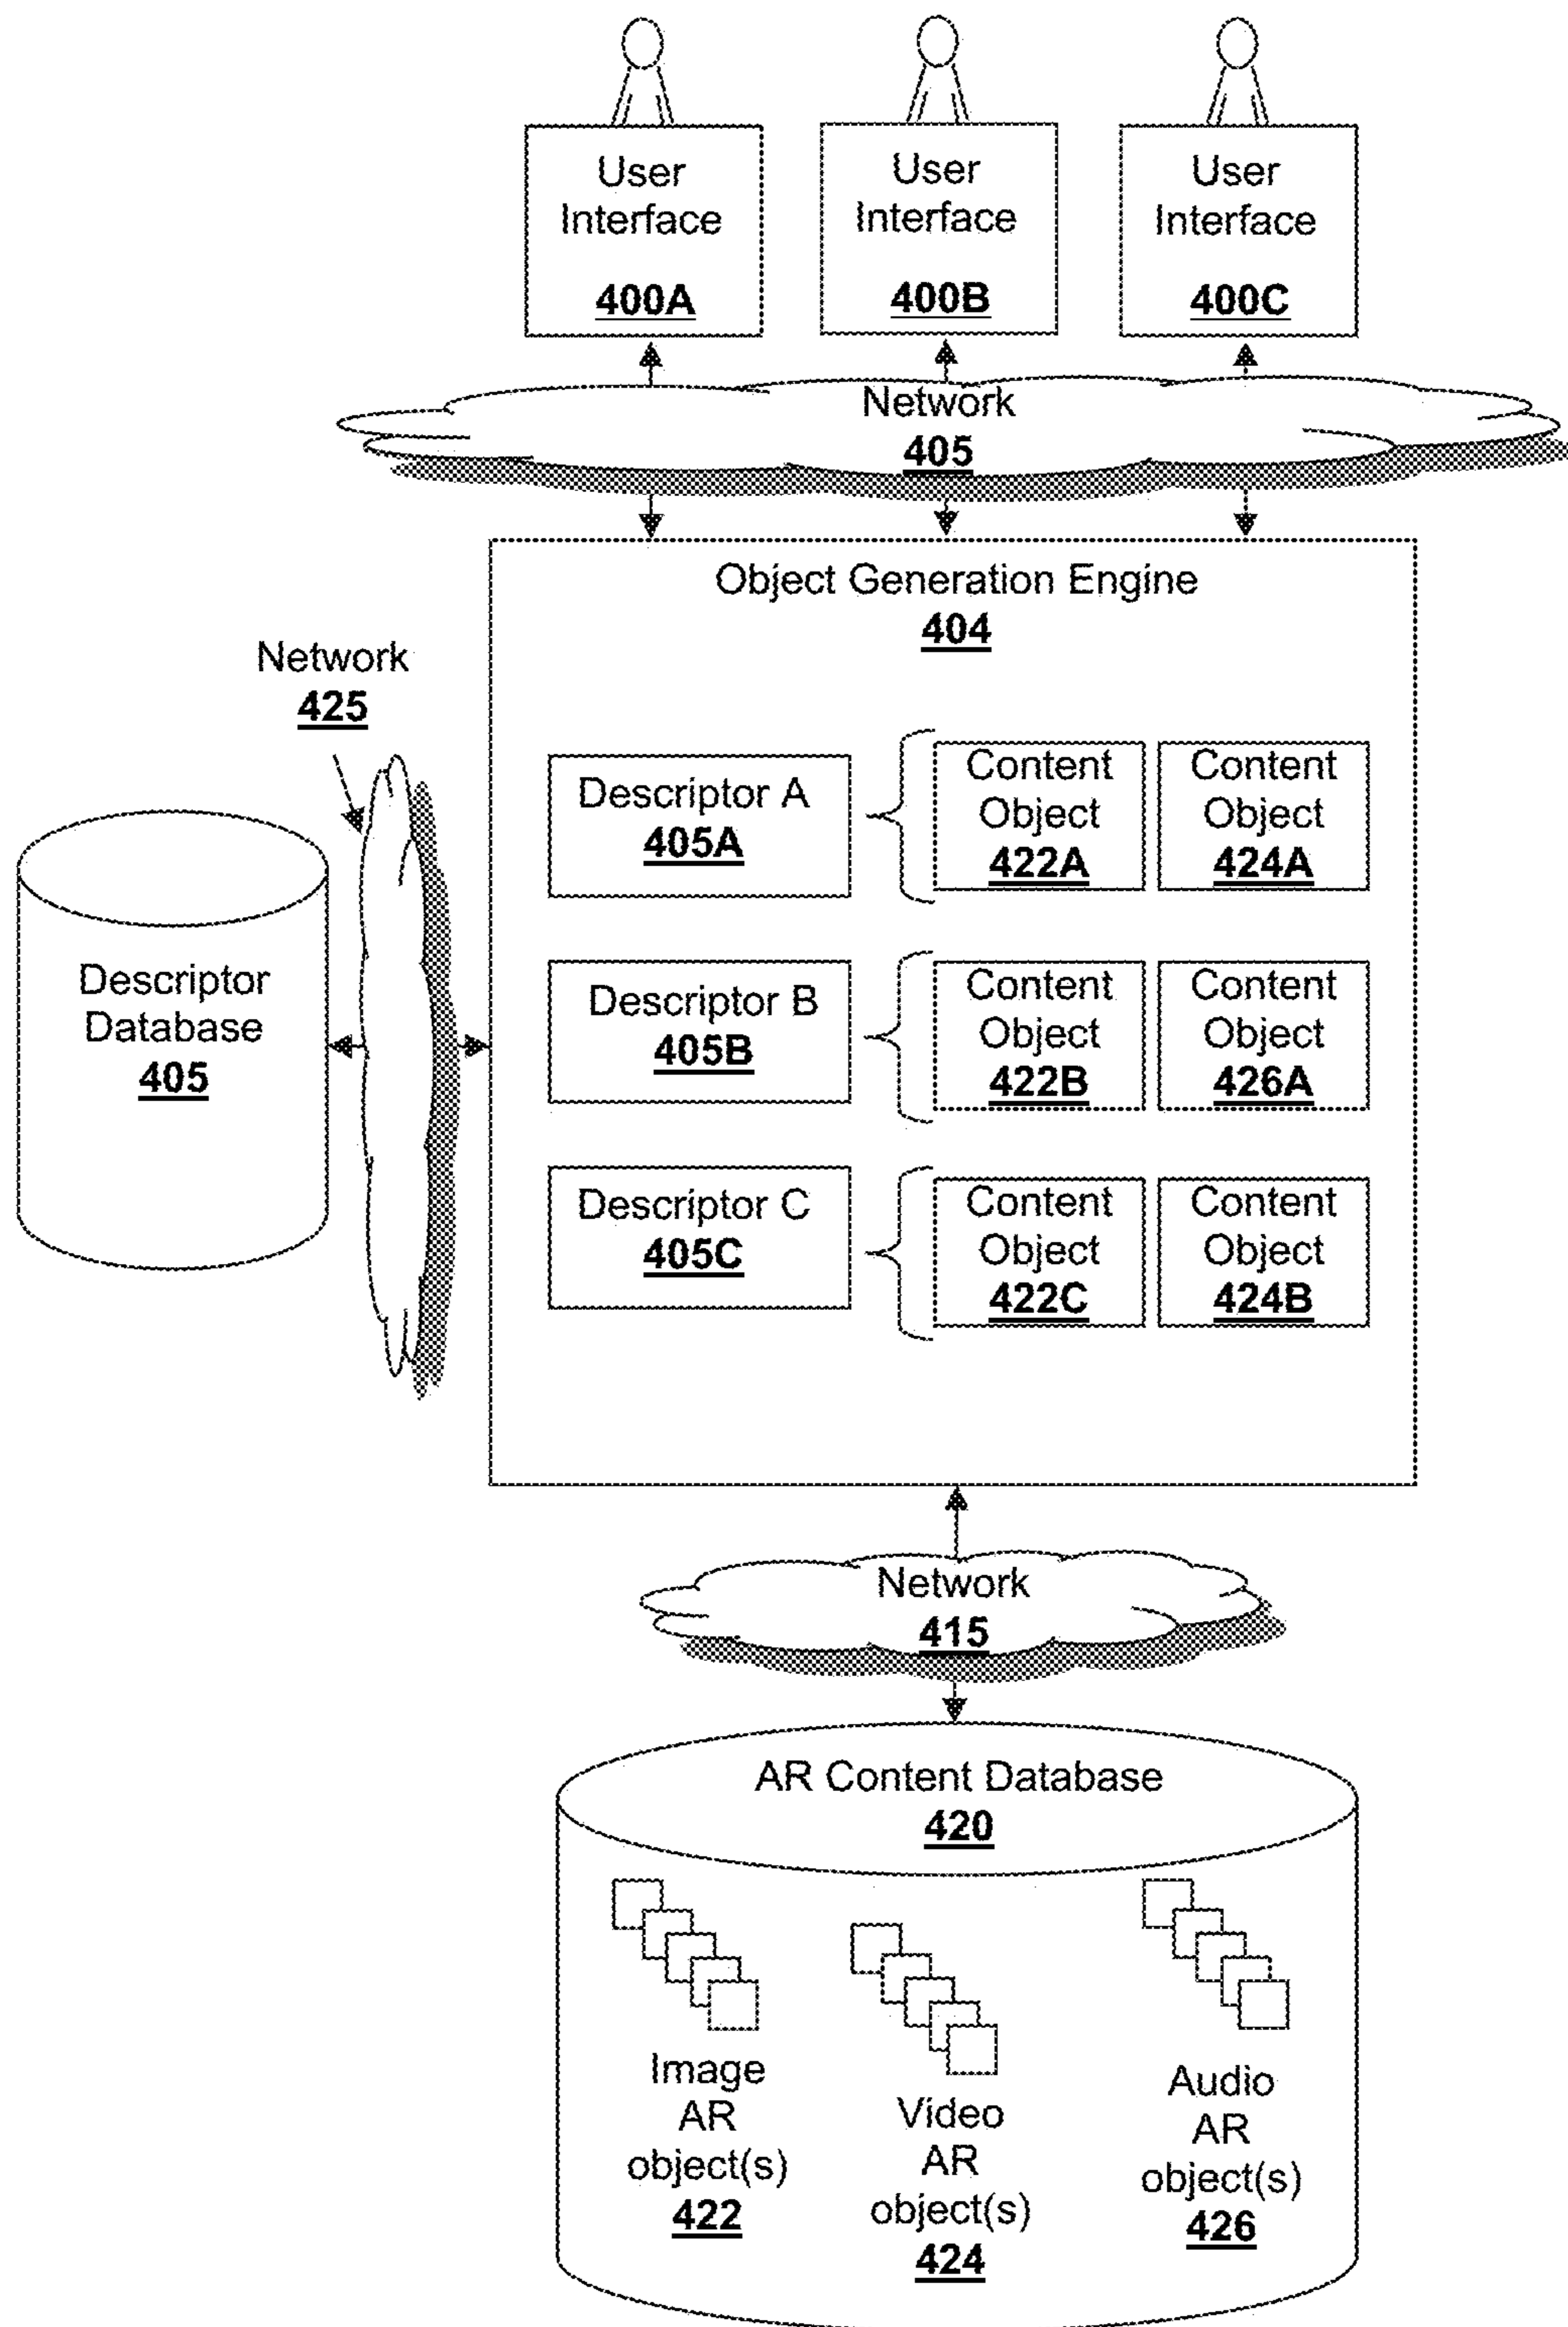 User
Interface
400A
User
Interface
400B
User
Interface
400C
Network
405
Object Generation Engine
404
Network
425
Descriptor A
405A
Content
Object
422A
Content
Object
424A
Descriptor
Database
405
Descriptor B
405B
Content
Object
422B
Content
Object
426A
Descriptor C
405C
Content
Object
422C
Content
Object
424B
Network
415
AR Content Database
420
Image
AR
object(s)
422
Video
AR
object(s)
424
Audio
AR
object(s)
426